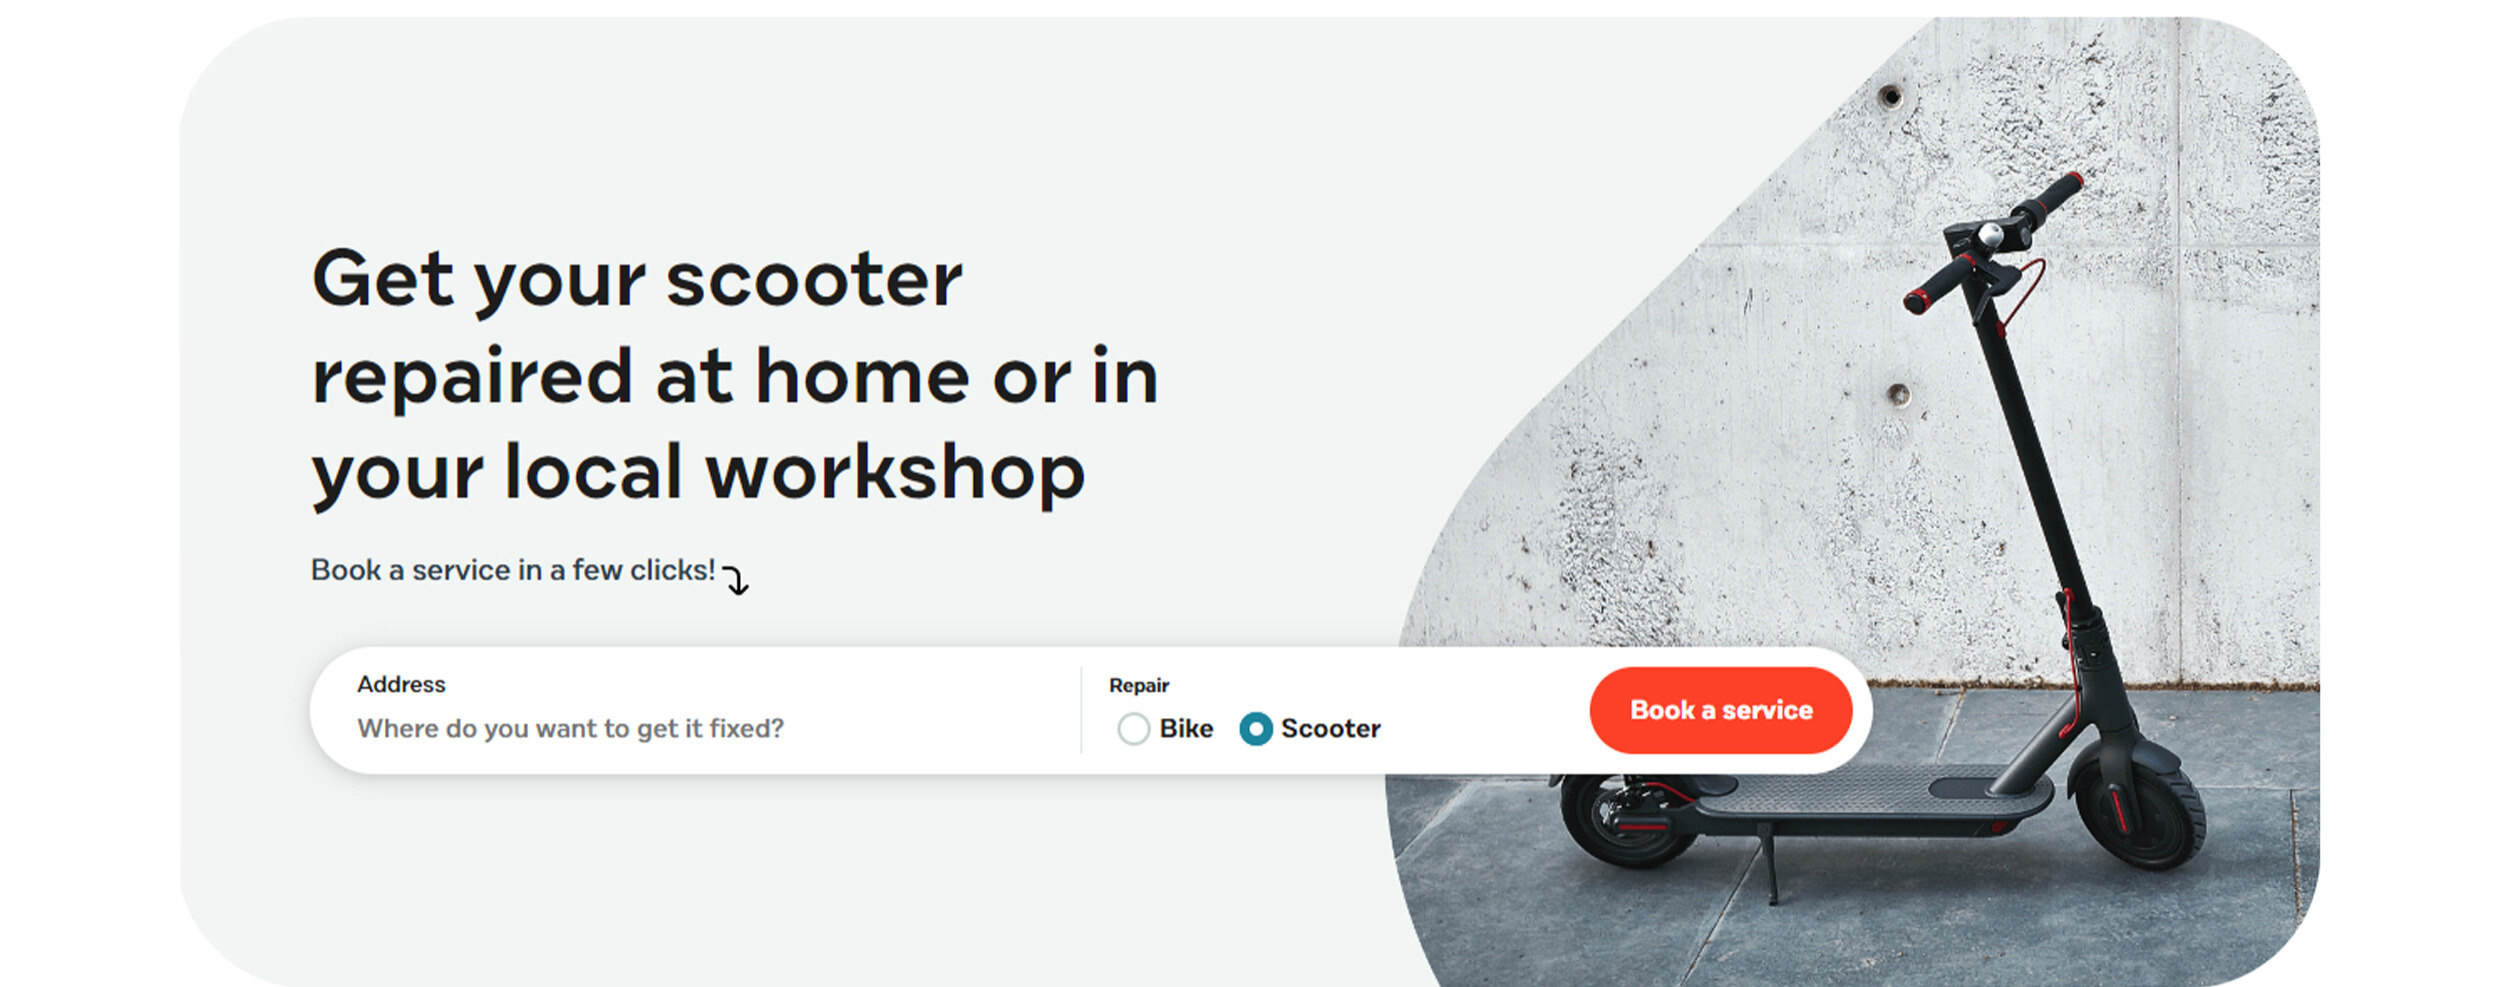 Get your scooter
repaired at home or in
your local workshop
Book a service in a few clicks!
Address
Where do you want to get it fixed?
Repair
Bike Scooter
Book a service